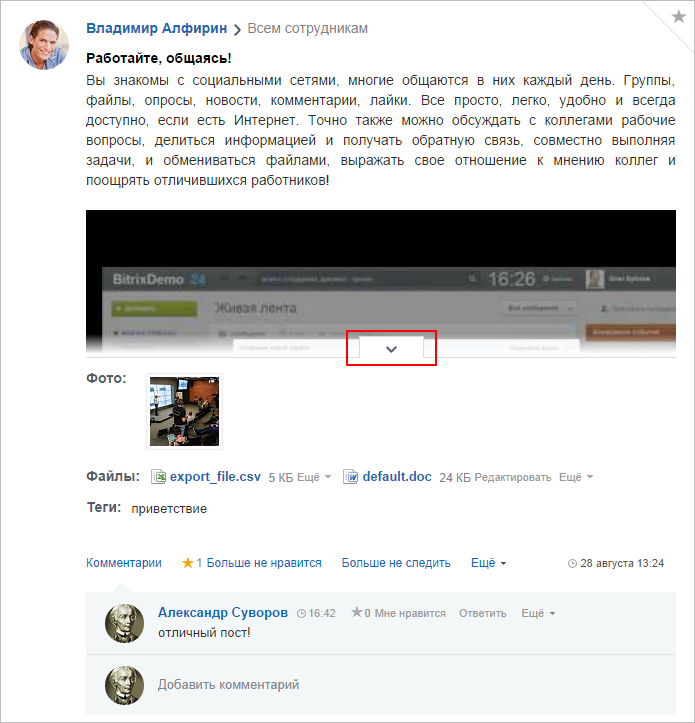 Владимир Алфирин > Всем сотрудникам
Работайте, общаясь!
Вы знакомы с социальными сетями, многие общаются в них каждый день. Группы,
файлы, опросы, новости, комментарии, лайки. Все просто, легко, удобно и всегда
доступно, если есть Интернет. Точно также можно обсуждать с коллегами рабочие
вопросы, делиться информацией и получать обратную связь, совместно выполняя
задачи, и обмениваться файлами, выражать свое отношение к мнению коллег и
поощрять отличившихся работников!
BitrixDemo 24 16:26
Живая лента
Фото:
Файлы: export_file.csv 5 КБ Ещё default.doc 24 КБ Редактировать Ещё
Теги: приветствие
Комментарии 1 Больше не нравится Больше не следить Ещё 28 августа 13:24
Александр Суворов 16:42 0 Мне нравится Ответить Ещё
отличный пост!
Добавить комментарий